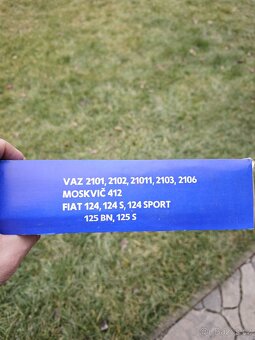 VAZ 2101, 2102, 21011, 2103, 2106
MOSKVIČ 412
FIAT 124, 124 S, 124 SPORT
125 BN, 125 S